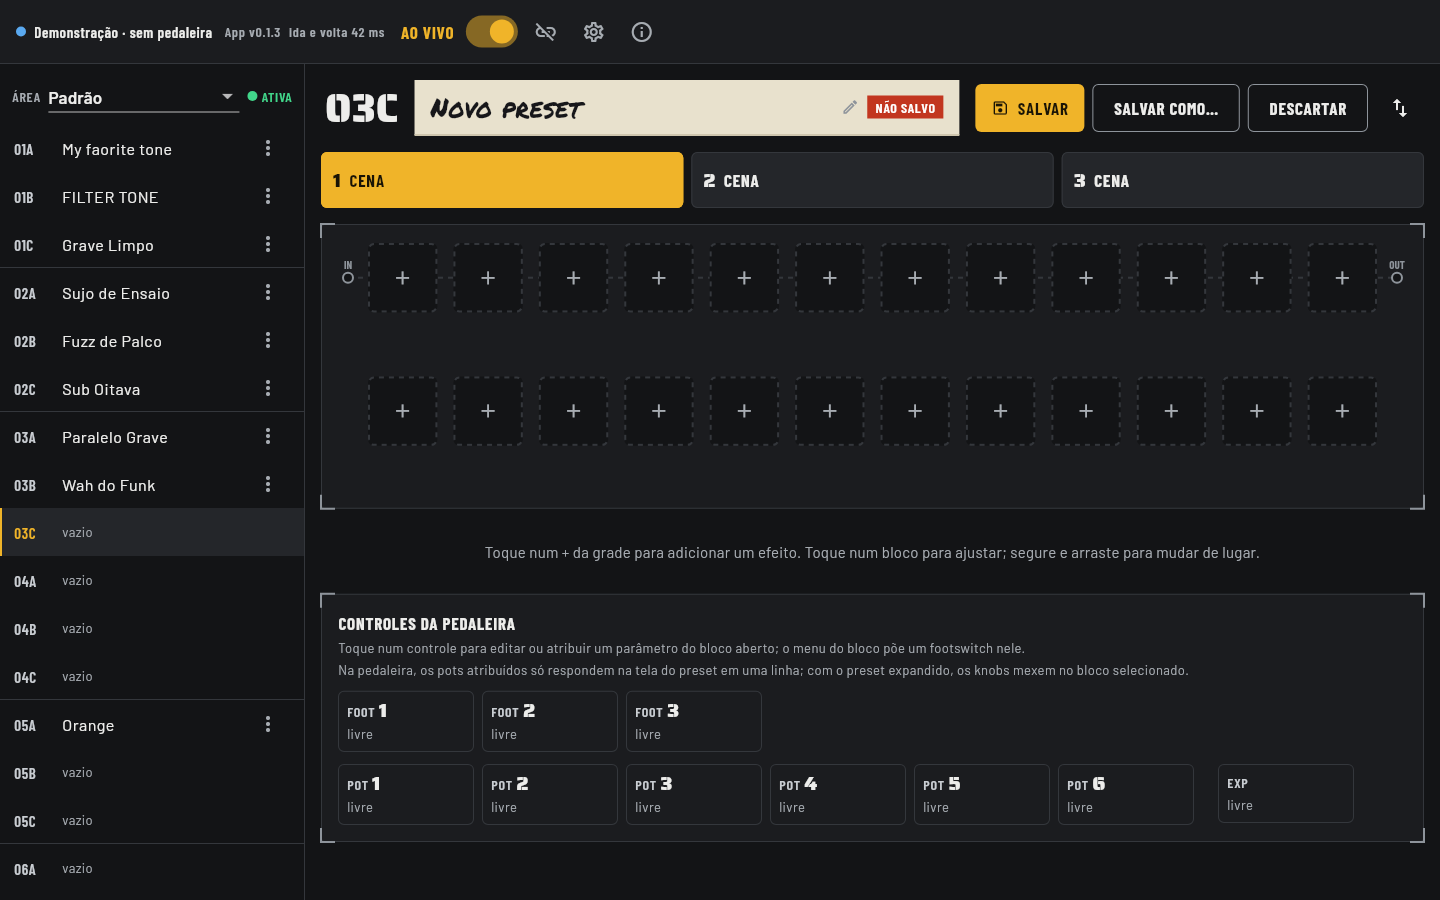 Demonstração · sem pedaleira App v0.1.3 Ida e volta 42 ms AO VIVO
ÁREA Padrão ATIVA
01A My faorite tone
01B FILTER TONE
01C Grave Limpo
02A Sujo de Ensaio
02B Fuzz de Palco
02C Sub Oitava
03A Paralelo Grave
03B Wah do Funk
03C vazio
04A vazio
04B vazio
04C vazio
05A Orange
05B vazio
05C vazio
06A vazio
03C Novo preset NÃO SALVO SALVAR SALVAR COMO... DESCARTAR
1 CENA 2 CENA 3 CENA
IN + + + + + + + + + + + + OUT
+ + + + + + + + + + + +
Toque num + da grade para adicionar um efeito. Toque num bloco para ajustar; segure e arraste para mudar de lugar.
CONTROLES DA PEDALEIRA
Toque num controle para editar ou atribuir um parâmetro do bloco aberto; o menu do bloco põe um footswitch nele.
Na pedaleira, os pots atribuídos só respondem na tela do preset em uma linha; com o preset expandido, os knobs mexem no bloco selecionado.
FOOT 1 FOOT 2 FOOT 3
livre livre livre
POT 1 POT 2 POT 3 POT 4 POT 5 POT 6 EXP
livre livre livre livre livre livre livre